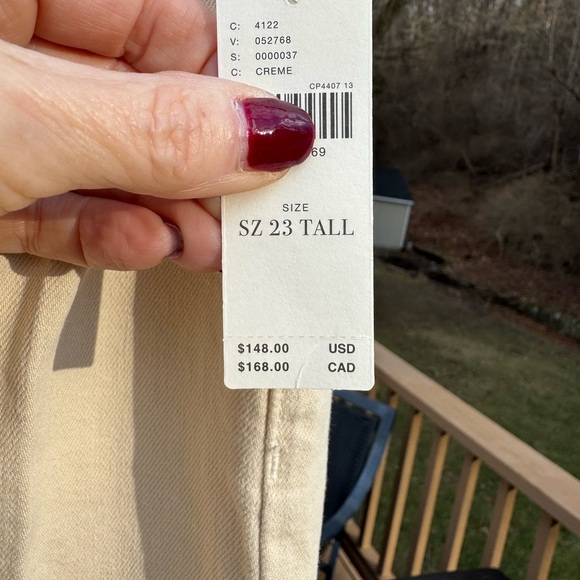 C: 4122
V: 052768
S: 0000037
C: CREME
CP4407 13
69
SIZE
SZ 23 TALL
$148.00 USD
$168.00 CAD